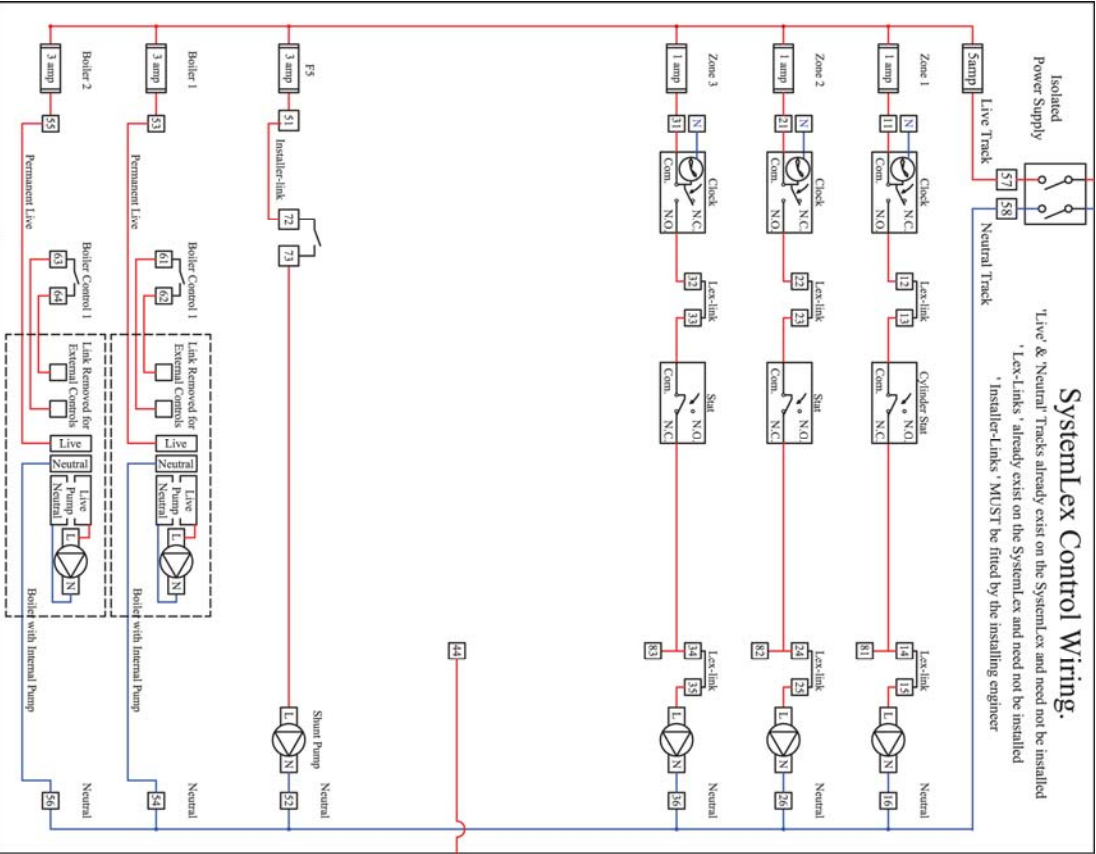 SystemLex Control Wiring.
'Live' & 'Neutral' Tracks already exist on the SystemLex and need not be installed
' Lex-Links ' already exist on the SystemLex and need not be installed
' Installer-Links ' MUST be fitted by the installing engineer
Isolated
Power Supply
57
58
Live Track
Neutral Track
5amp
Zone 1
1 amp
N
11
Clock
Com.
N.C.
N.O.
12
Lex-link
13
Cylinder Stat
Com.
N.O.
N.C.
14
Lex-link
15
81
L
N
Neutral
16
Zone 2
1 amp
N
21
Clock
Com.
N.C.
N.O.
22
Lex-link
23
Stat
Com.
N.O.
N.C.
24
Lex-link
25
82
L
N
Neutral
26
Zone 3
1 amp
N
31
Clock
Com.
N.C.
N.O.
32
Lex-link
33
Stat
Com.
N.O.
N.C.
34
Lex-link
35
83
L
N
Neutral
36
44
F5
3 amp
51
Installer-link
72
73
Shunt Pump
L
N
Neutral
52
Boiler 1
3 amp
53
Permanent Live
Boiler Control 1
61
62
Link Removed for
External Controls
Live
Neutral
Live
Pump
Neutral
L
N
Boiler with Internal Pump
Neutral
54
Boiler 2
3 amp
55
Permanent Live
Boiler Control 1
63
64
Link Removed for
External Controls
Live
Neutral
Live
Pump
Neutral
L
N
Boiler with Internal Pump
Neutral
56